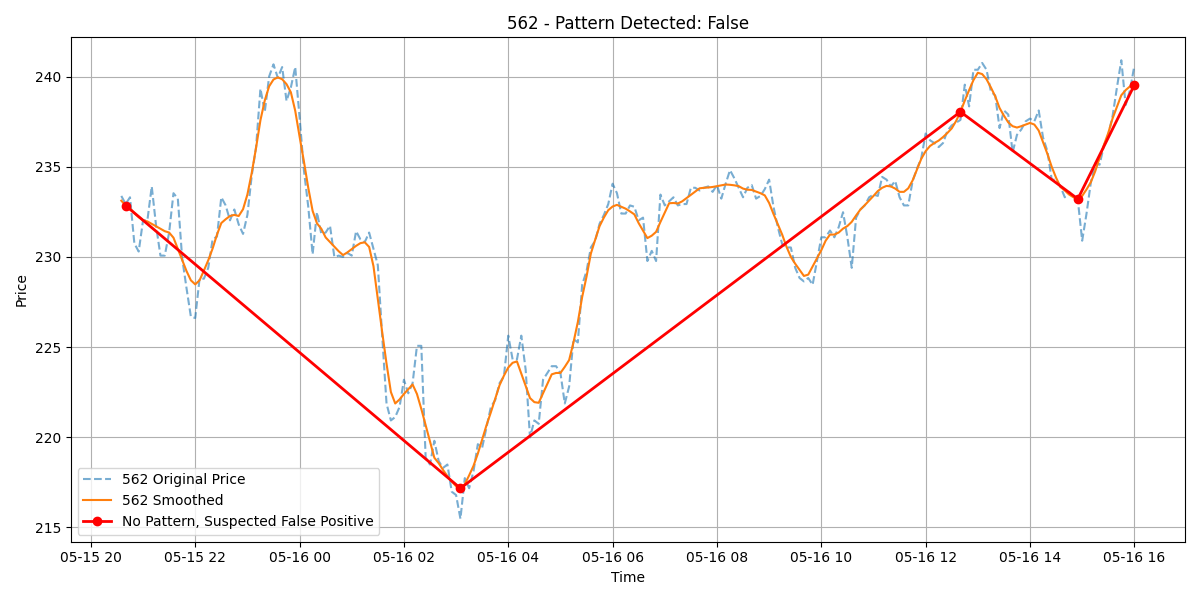 562 - Pattern Detected: False
Price
240
235
230
225
220
215
562 Original Price
562 Smoothed
No Pattern, Suspected False Positive
05-15 20
05-15 22
05-16 00
05-16 02
05-16 04
05-16 06
05-16 08
05-16 10
05-16 12
05-16 14
05-16 16
Time